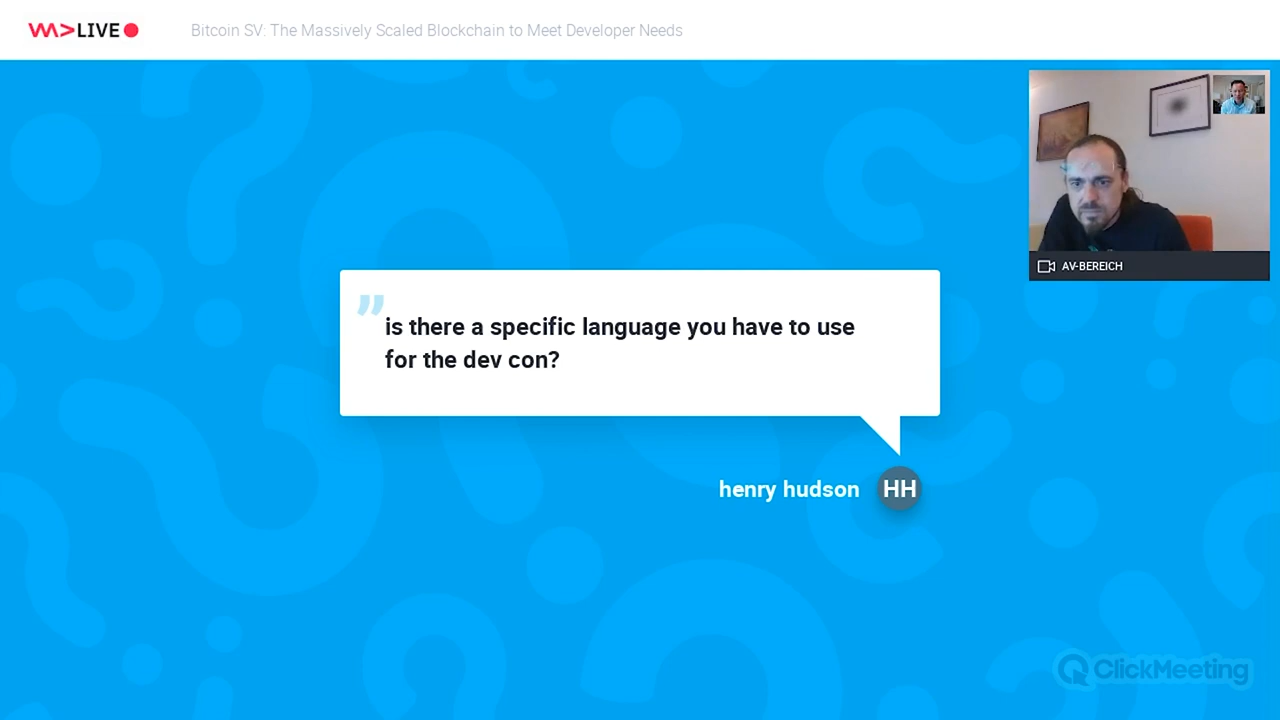 WA>LIVE
Bitcoin SV: The Massively Scaled Blockchain to Meet Developer Needs
AV-BEREICH
"
is there a specific language you have to use
for the dev con?
henry hudson HH
ClickMeeting